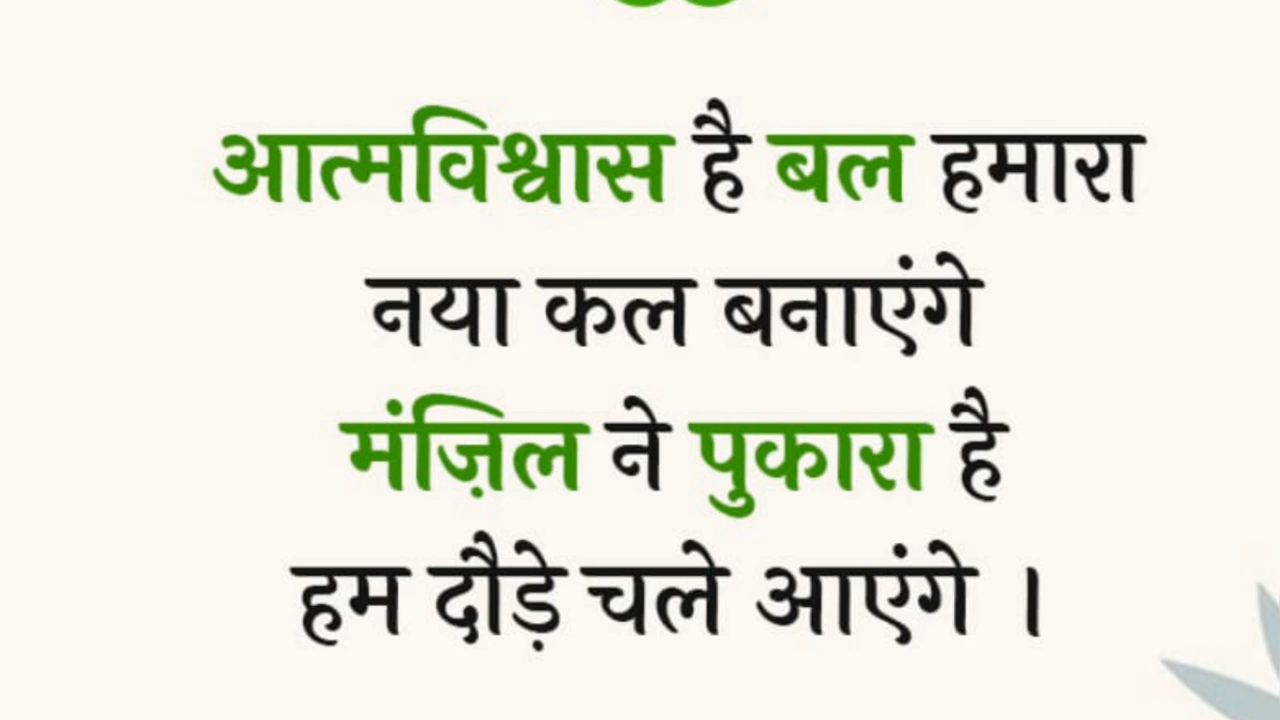 आत्मविश्वास है बल हमारा
नया कल बनाएंगे
मंज़िल ने पुकारा है
हम दौड़े चले आएंगे ।